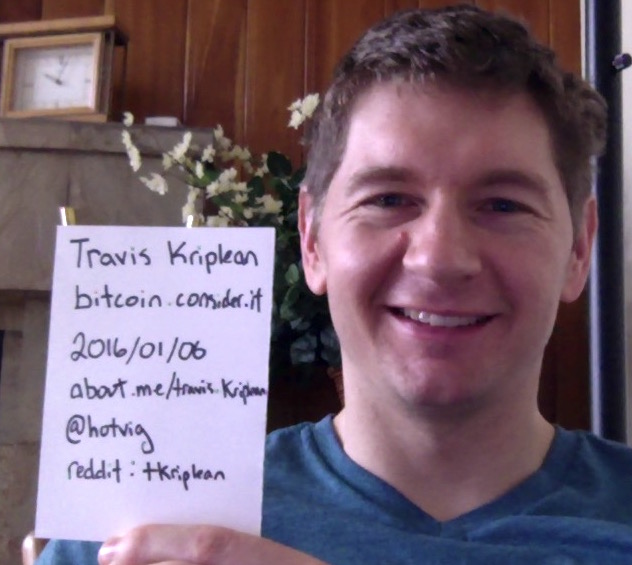 Travis Kriplean
bitcoin.consider.it
2016/01/06
about.me/travis.kriplean
@hotvig
reddit: tkriplean